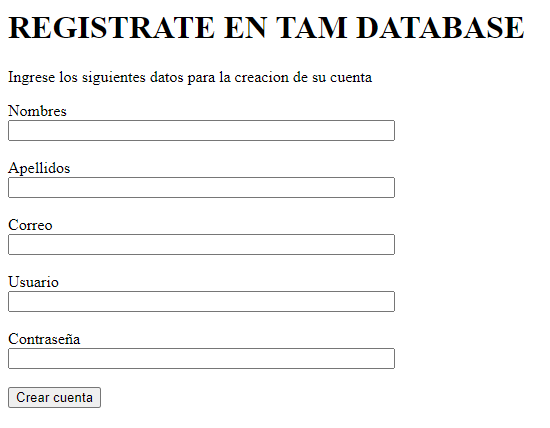 REGISTRATE EN TAM DATABASE
Ingrese los siguientes datos para la creacion de su cuenta
Nombres
Apellidos
Correo
Usuario
Contraseña
Crear cuenta